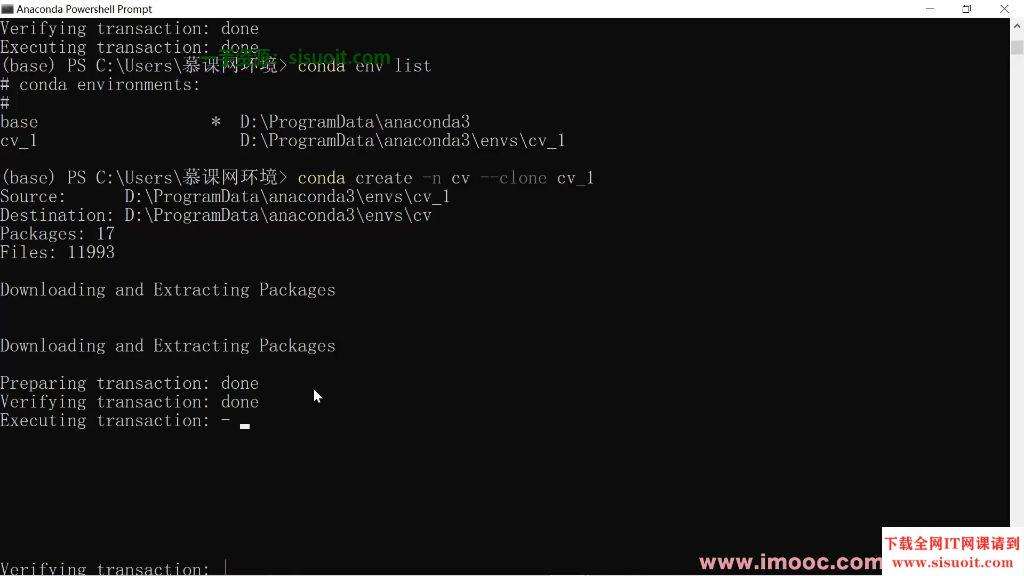 Anaconda Powershell Prompt
Verifying transaction: done
Executing transaction: done
(base) PS C:\Users\慕课网环境> conda env list
sisuoit.com
# conda environments:
#
base * D:\ProgramData\anaconda3
cv_1 D:\ProgramData\anaconda3\envs\cv_1
(base) PS C:\Users\慕课网环境> conda create -n cv --clone cv_1
Source: D:\ProgramData\anaconda3\envs\cv_1
Destination: D:\ProgramData\anaconda3\envs\cv
Packages: 17
Files: 11993
Downloading and Extracting Packages
Downloading and Extracting Packages
Preparing transaction: done
Verifying transaction: done
Executing transaction: -
下载全网IT网课请到
www.imooc.com
www.sisuoit.com
Verifying transaction: |